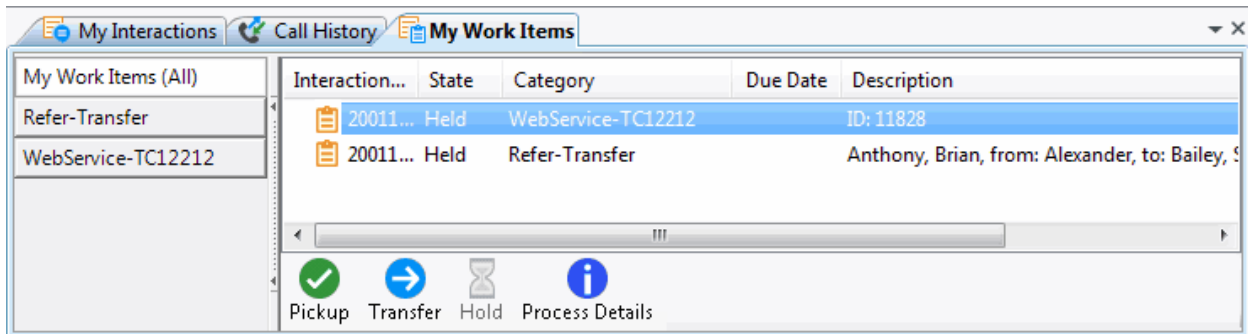 My Interactions Call History My Work Items
My Work Items (All)
Refer-Transfer
WebService-TC12212
Interaction... State Category Due Date Description
20011... Held WebService-TC12212 ID: 11828
20011... Held Refer-Transfer Anthony, Brian, from: Alexander, to: Bailey,
Pickup Transfer Hold Process Details